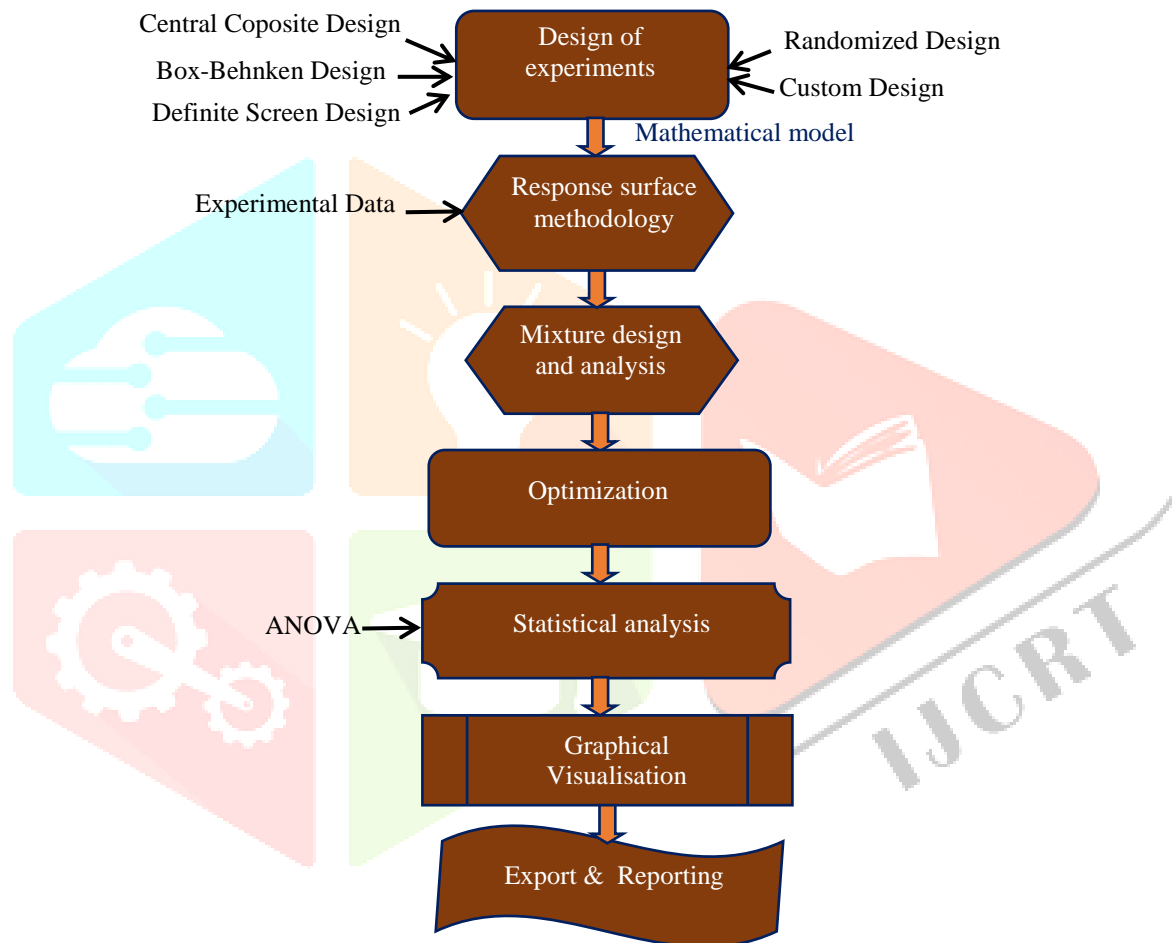 Central Coposite Design
Box-Behnken Design
Definite Screen Design
Design of
experiments
Randomized Design
Custom Design
Mathematical model
Experimental Data
Response surface
methodology
Mixture design
and analysis
Optimization
ANOVA
Statistical analysis
Graphical
Visualisation
Export & Reporting
IJCRT